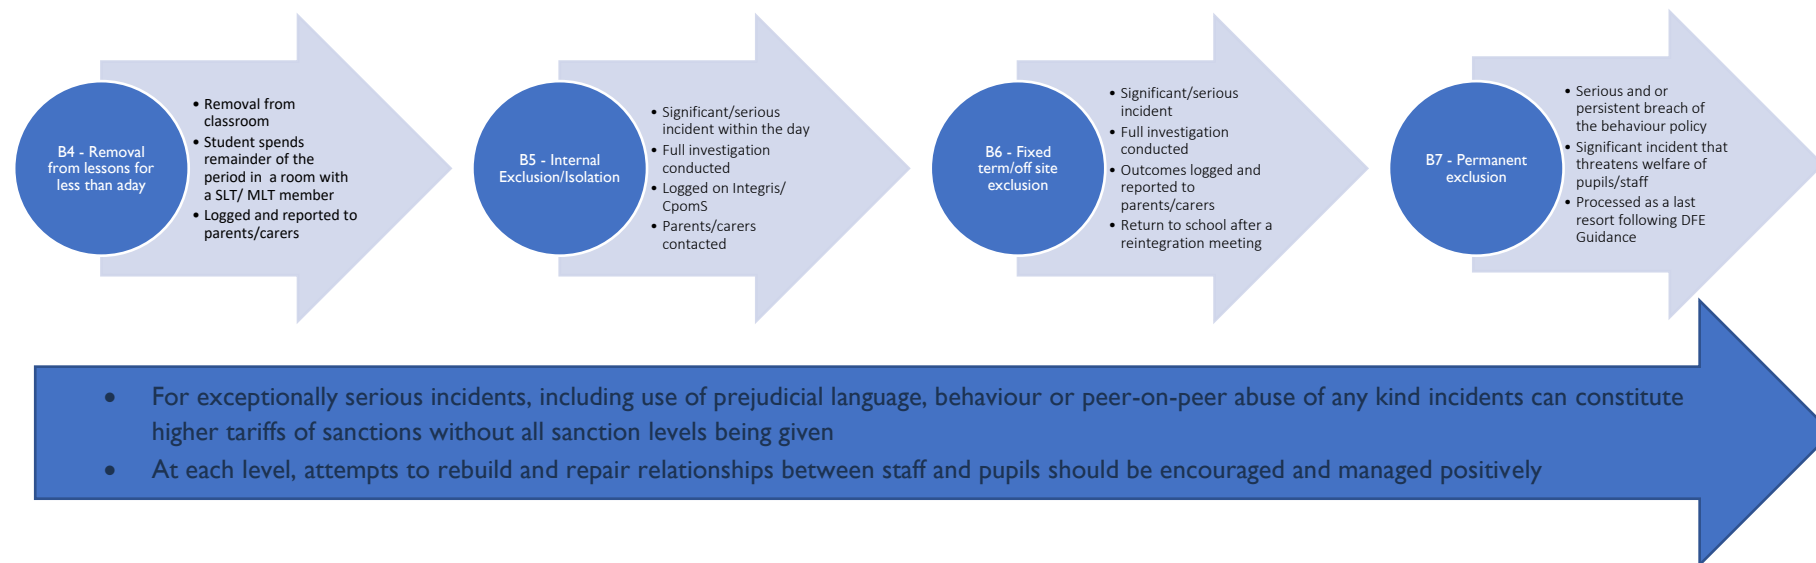 B4 - Removal
from lessons for
less than aday
• Removal from
classroom
• Student spends
remainder of the
period in a room with
a SLT/ MLT member
• Logged and reported to
parents/carers
B5 - Internal
Exclusion/Isolation
• Significant/serious
incident within the day
• Full investigation
conducted
• Logged on Integris/
CpomS
• Parents/carers
contacted
B6 - Fixed
term/off site
exclusion
• Significant/serious
incident
• Full investigation
conducted
• Outcomes logged and
reported to
parents/carers
• Return to school after a
reintegration meeting
B7 - Permanent
exclusion
• Serious and or
persistent breach of
the behaviour policy
• Significant incident that
threatens welfare of
pupils/staff
• Processed as a last
resort following DFE
Guidance
• For exceptionally serious incidents, including use of prejudicial language, behaviour or peer-on-peer abuse of any kind incidents can constitute
higher tariffs of sanctions without all sanction levels being given
• At each level, attempts to rebuild and repair relationships between staff and pupils should be encouraged and managed positively